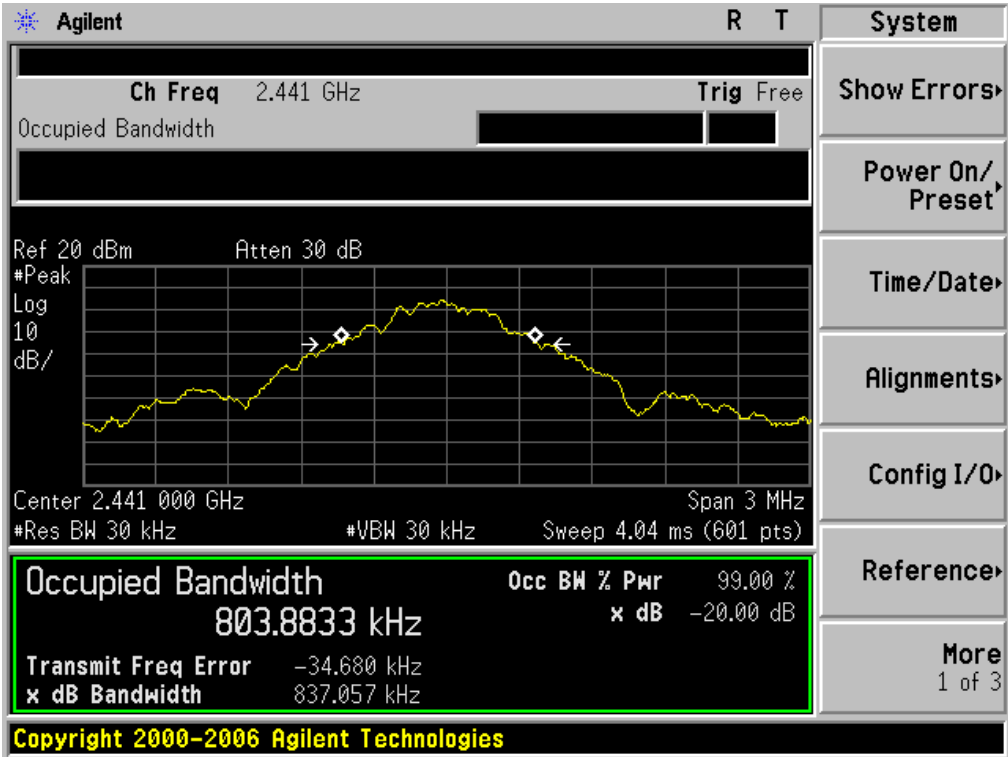 Agilent R T System
Ch Freq 2.441 GHz Trig Free
Occupied Bandwidth
Ref 20 dBm Atten 30 dB
#Peak
Log
10
dB/
Center 2.441 000 GHz Span 3 MHz
#Res BW 30 kHz #VBW 30 kHz Sweep 4.04 ms (601 pts)
Occupied Bandwidth
803.8833 kHz
Occ BW % Pwr 99.00 %
x dB -20.00 dB
Transmit Freq Error -34.680 kHz
x dB Bandwidth 837.057 kHz
Show Errors
Power On/
Preset
Time/Date
Alignments
Config I/O
Reference
More
1 of 3
Copyright 2000-2006 Agilent Technologies